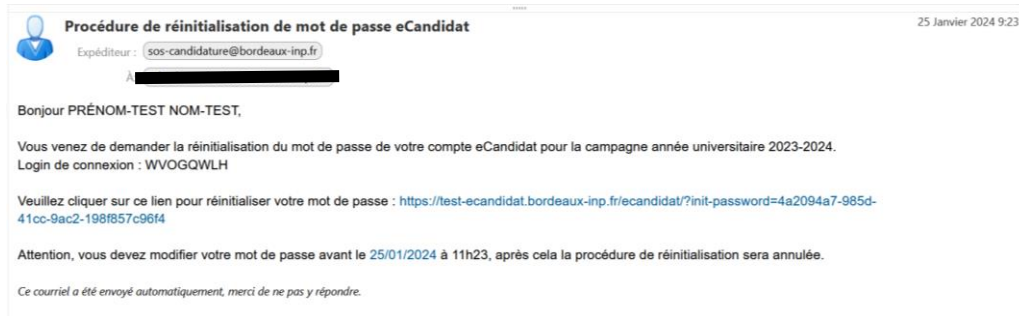 Procédure de réinitialisation de mot de passe eCandidat
25 Janvier 2024 9:23
Expéditeur : sos-candidature@bordeaux-inp.fr
À
Bonjour PRÉNOM-TEST NOM-TEST,
Vous venez de demander la réinitialisation du mot de passe de votre compte eCandidat pour la campagne année universitaire 2023-2024.
Login de connexion : WVOGQWLH
Veuillez cliquer sur ce lien pour réinitialiser votre mot de passe : https://test-ecandidat.bordeaux-inp.fr/ecandidat/?init-password=4a2094a7-985d-
41cc-9ac2-198f857c96f4
Attention, vous devez modifier votre mot de passe avant le 25/01/2024 à 11h23, après cela la procédure de réinitialisation sera annulée.
Ce courriel a été envoyé automatiquement, merci de ne pas y répondre.